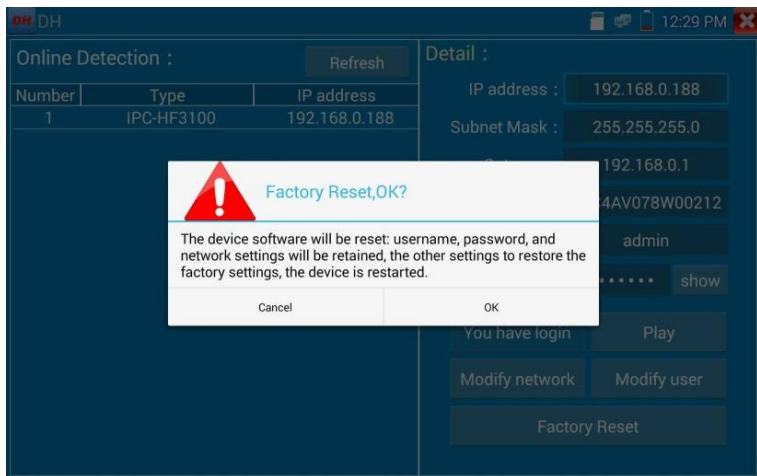 DH DH 12:29 PM
Online Detection : Refresh
Number Type IP address
1 IPC-HF3100 192.168.0.188
Detail :
IP address : 192.168.0.188
Subnet Mask : 255.255.255.0
192.168.0.1
4AV078W00212
admin
show
Factory Reset,OK?
The device software will be reset: username, password, and
network settings will be retained, the other settings to restore the
factory settings, the device is restarted.
Cancel OK
You have login Play
Modify network Modify user
Factory Reset